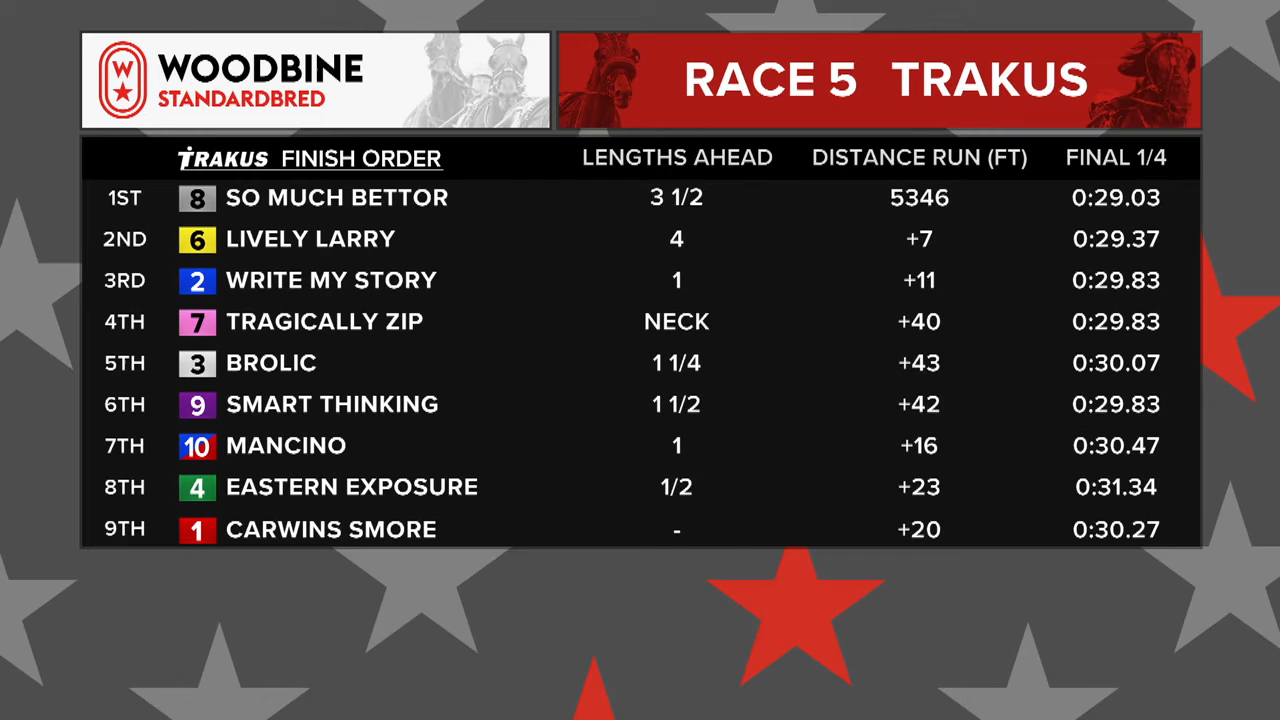 W
WOODBINE
STANDARDBRED
RACE 5 TRAKUS
TRAKUS FINISH ORDER LENGTHS AHEAD DISTANCE RUN (FT) FINAL 1/4
1ST 8 SO MUCH BETTOR 3 1/2 5346 0:29.03
2ND 6 LIVELY LARRY 4 +7 0:29.37
3RD 2 WRITE MY STORY 1 +11 0:29.83
4TH 7 TRAGICALLY ZIP NECK +40 0:29.83
5TH 3 BROLIC 1 1/4 +43 0:30.07
6TH 9 SMART THINKING 1 1/2 +42 0:29.83
7TH 10 MANCINO 1 +16 0:30.47
8TH 4 EASTERN EXPOSURE 1/2 +23 0:31.34
9TH 1 CARWINS SMORE - +20 0:30.27